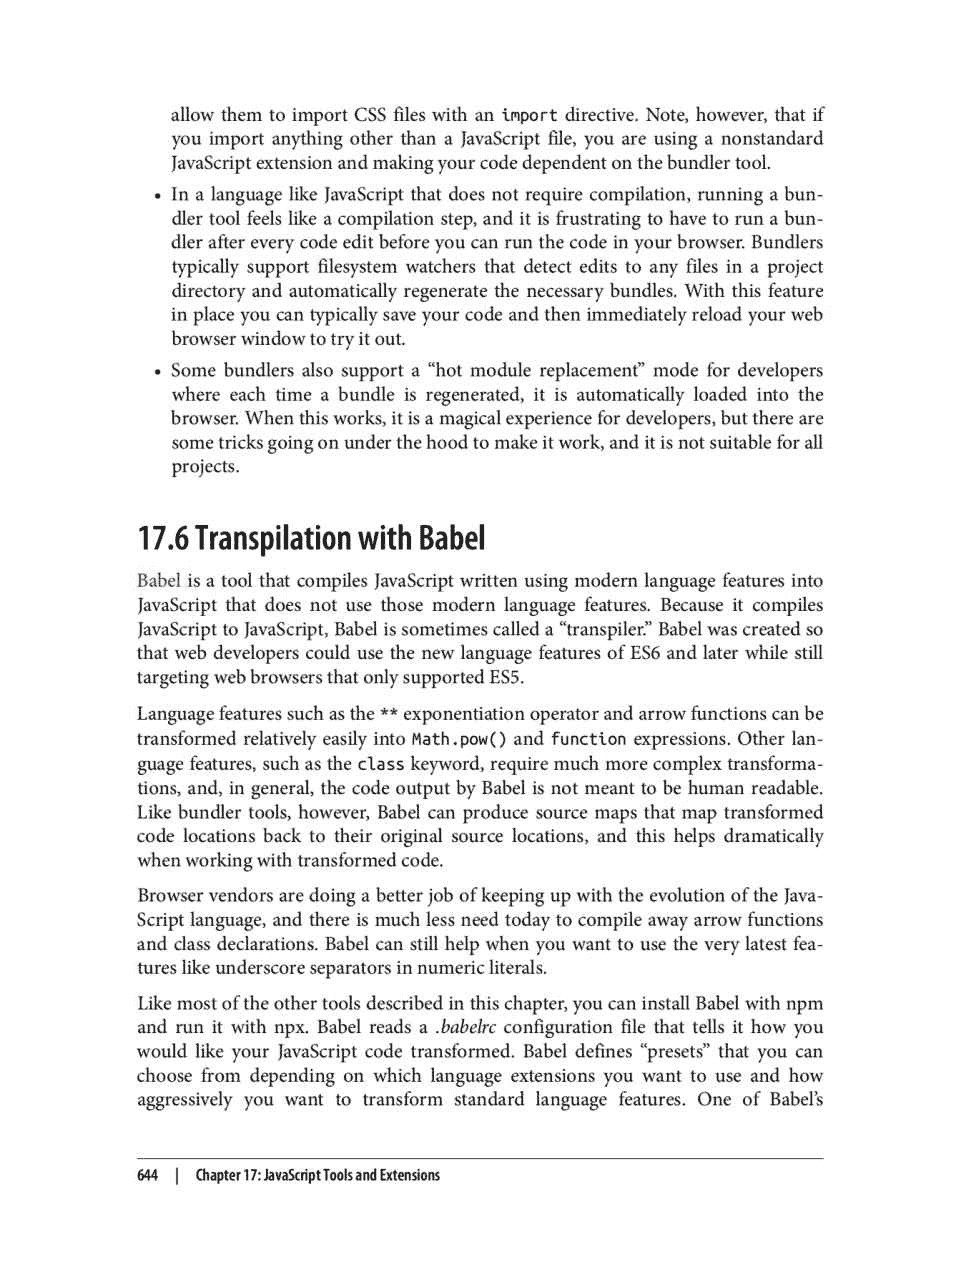 allow them to import CSS files with an import directive. Note, however, that if
you import anything other than a JavaScript file, you are using a nonstandard
JavaScript extension and making your code dependent on the bundler tool.
• In a language like JavaScript that does not require compilation, running a bun-
dler tool feels like a compilation step, and it is frustrating to have to run a bun-
dler after every code edit before you can run the code in your browser. Bundlers
typically support filesystem watchers that detect edits to any files in a project
directory and automatically regenerate the necessary bundles. With this feature
in place you can typically save your code and then immediately reload your web
browser window to try it out.
• Some bundlers also support a “hot module replacement” mode for developers
where each time a bundle is regenerated, it is automatically loaded into the
browser. When this works, it is a magical experience for developers, but there are
some tricks going on under the hood to make it work, and it is not suitable for all
projects.
17.6 Transpilation with Babel
Babel is a tool that compiles JavaScript written using modern language features into
JavaScript that does not use those modern language features. Because it compiles
JavaScript to JavaScript, Babel is sometimes called a “transpiler.” Babel was created so
that web developers could use the new language features of ES6 and later while still
targeting web browsers that only supported ES5.
Language features such as the ** exponentiation operator and arrow functions can be
transformed relatively easily into Math.pow() and function expressions. Other lan-
guage features, such as the class keyword, require much more complex transforma-
tions, and, in general, the code output by Babel is not meant to be human readable.
Like bundler tools, however, Babel can produce source maps that map transformed
code locations back to their original source locations, and this helps dramatically
when working with transformed code.
Browser vendors are doing a better job of keeping up with the evolution of the Java-
Script language, and there is much less need today to compile away arrow functions
and class declarations. Babel can still help when you want to use the very latest fea-
tures like underscore separators in numeric literals.
Like most of the other tools described in this chapter, you can install Babel with npm
and run it with npx. Babel reads a .babelrc configuration file that tells it how you
would like your JavaScript code transformed. Babel defines “presets” that you can
choose from depending on which language extensions you want to use and how
aggressively you want to transform standard language features. One of Babel’s
644 | Chapter 17: JavaScript Tools and Extensions